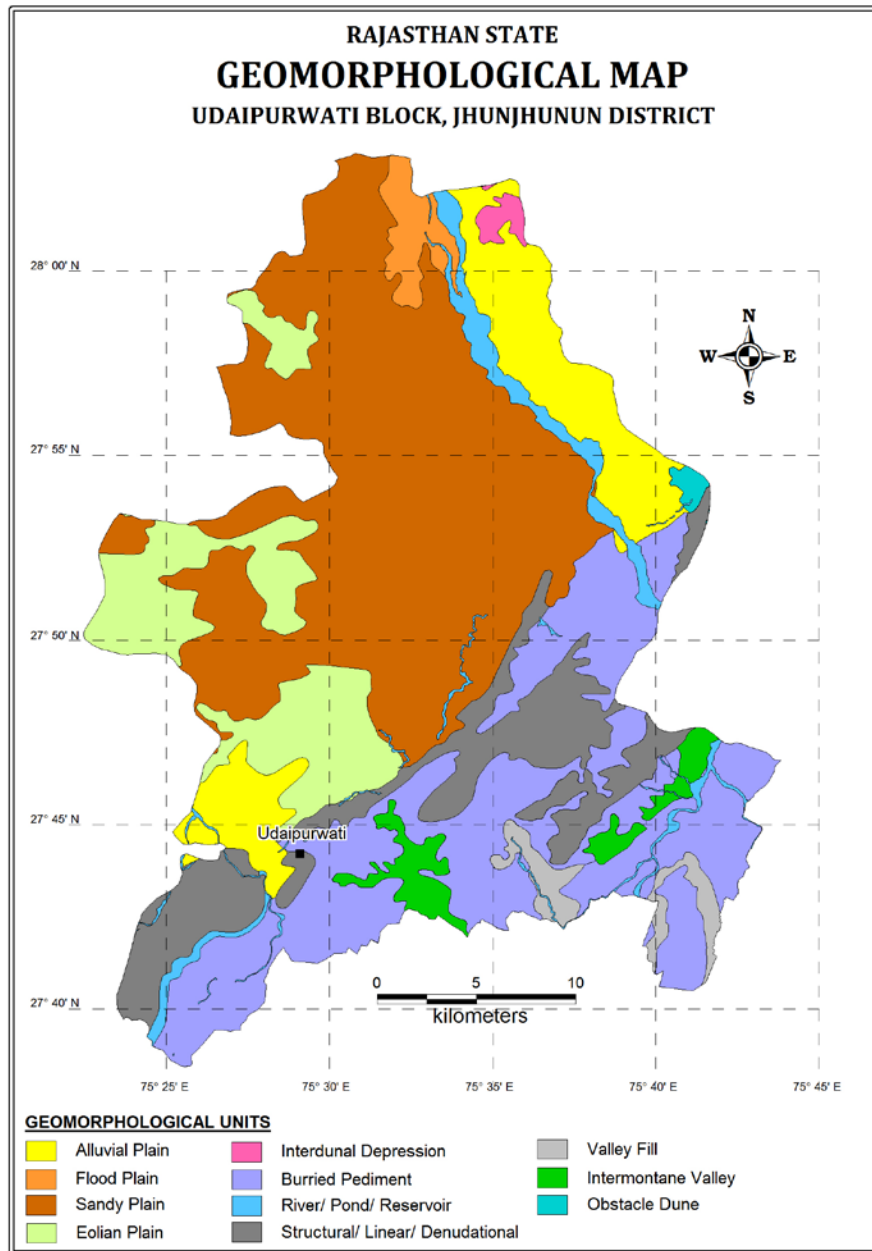 RAJASTHAN STATE
GEOMORPHOLOGICAL MAP
UDAIPURWATI BLOCK, JHUNJHUNUN DISTRICT
28° 00' N
N
W E
S
27° 55' N
27° 50' N
27° 45' N
Udaipurwati
27° 40' N
0 5 10
kilometers
75° 25' E 75° 30' E 75° 35' E 75° 40' E 75° 45' E
GEOMORPHOLOGICAL UNITS
Alluvial Plain Interdunal Depression Valley Fill
Flood Plain Burried Pediment Intermontane Valley
Sandy Plain River/ Pond/ Reservoir Obstacle Dune
Eolian Plain Structural/ Linear/ Denudational